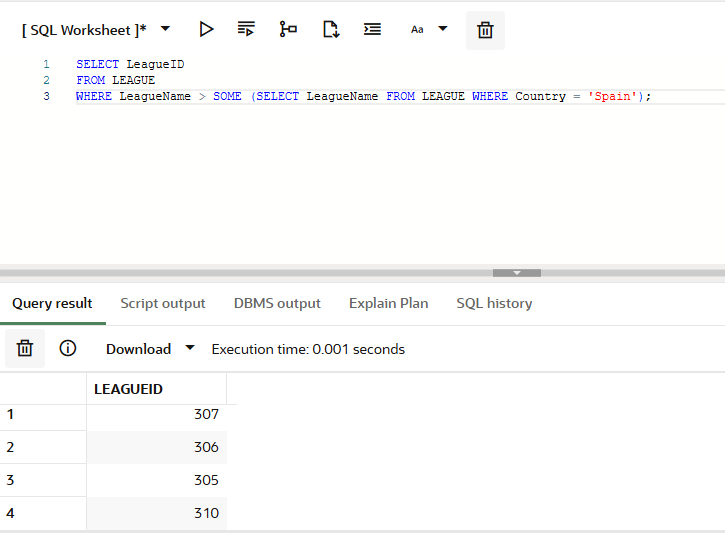 [ SQL Worksheet ]*
Aa
1 SELECT LeagueID
2 FROM LEAGUE
3 WHERE LeagueName > SOME (SELECT LeagueName FROM LEAGUE WHERE Country = 'Spain');
Query result Script output DBMS output Explain Plan SQL history
Download Execution time: 0.001 seconds
LEAGUEID
1 307
2 306
3 305
4 310